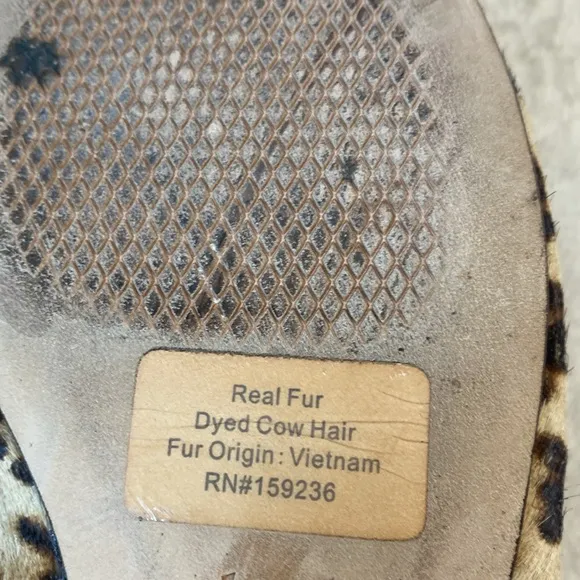 Real Fur
Dyed Cow Hair
Fur Origin : Vietnam
RN#159236